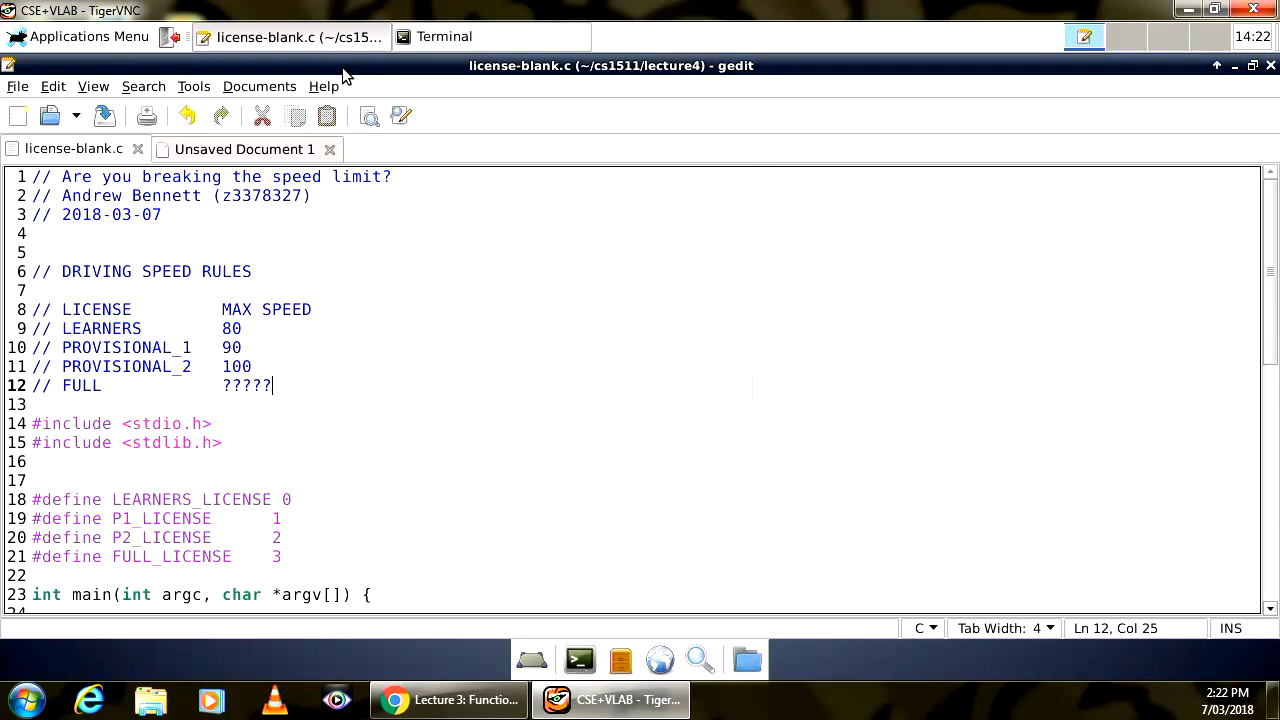 CSE+VLAB - TigerVNC
Applications Menu license-blank.c (~/cs15... Terminal 14:22
license-blank.c (~/cs1511/lecture4) - gedit
File Edit View Search Tools Documents Help
license-blank.c Unsaved Document 1
1 // Are you breaking the speed limit?
2 // Andrew Bennett (z3378327)
3 // 2018-03-07
4
5
6 // DRIVING SPEED RULES
7
8 // LICENSE MAX SPEED
9 // LEARNERS 80
10 // PROVISIONAL_1 90
11 // PROVISIONAL_2 100
12 // FULL ?????
13
14 #include <stdio.h>
15 #include <stdlib.h>
16
17
18 #define LEARNERS_LICENSE 0
19 #define P1_LICENSE 1
20 #define P2_LICENSE 2
21 #define FULL_LICENSE 3
22
23 int main(int argc, char *argv[]) {
24
C Tab Width: 4 Ln 12, Col 25 INS
Lecture 3: Functio... CSE+VLAB - Tiger... 2:22 PM
7/03/2018